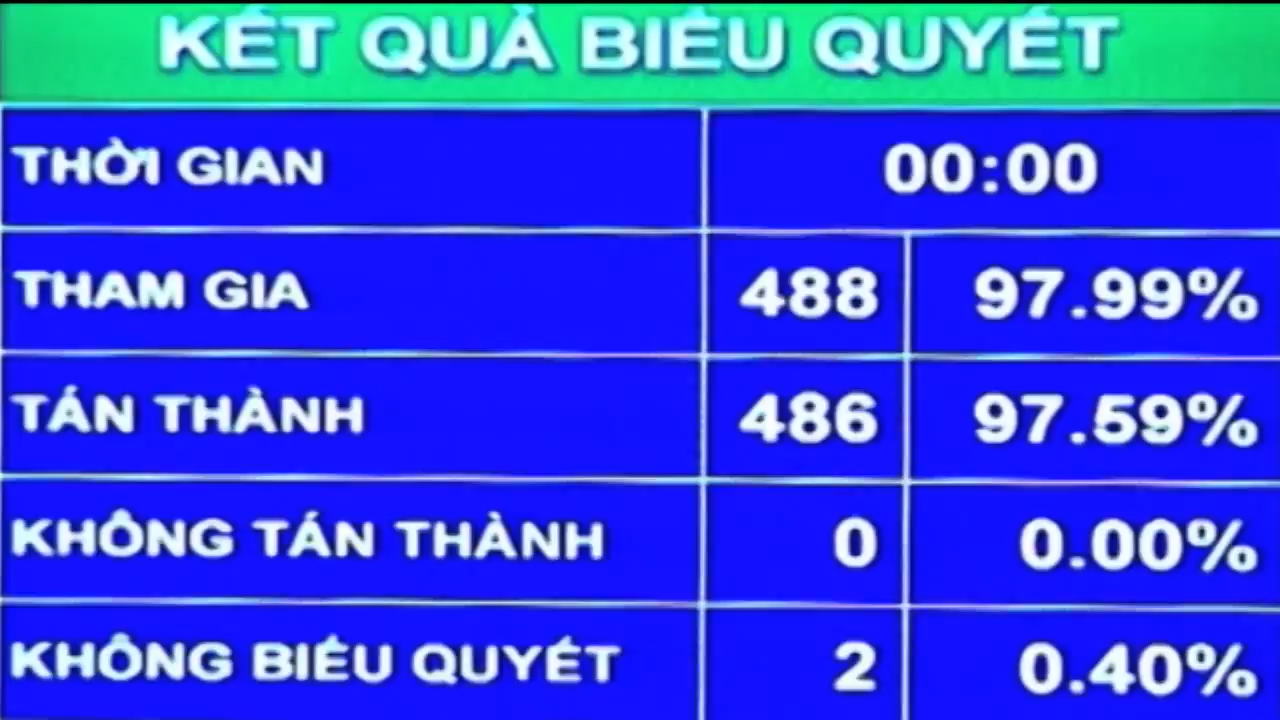 KẾT QUẢ BIỂU QUYẾT
THỜI GIAN 00:00
THAM GIA 488 97.99%
TÁN THÀNH 486 97.59%
KHÔNG TÁN THÀNH 0 0.00%
KHÔNG BIỂU QUYẾT 2 0.40%